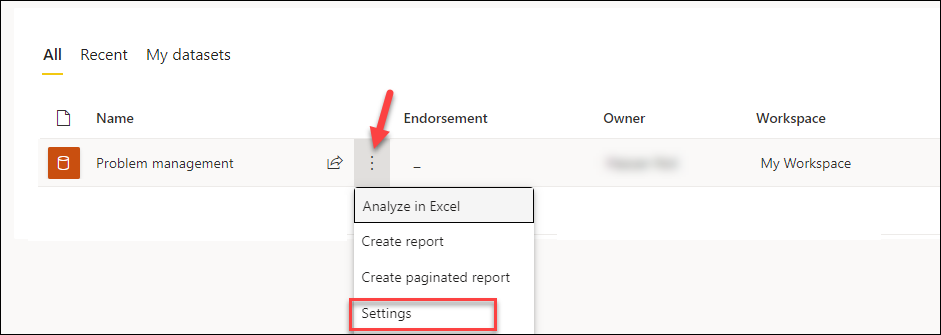 All Recent My datasets
Name Endorsement Owner Workspace
Problem management _ My Workspace
Analyze in Excel
Create report
Create paginated report
Settings